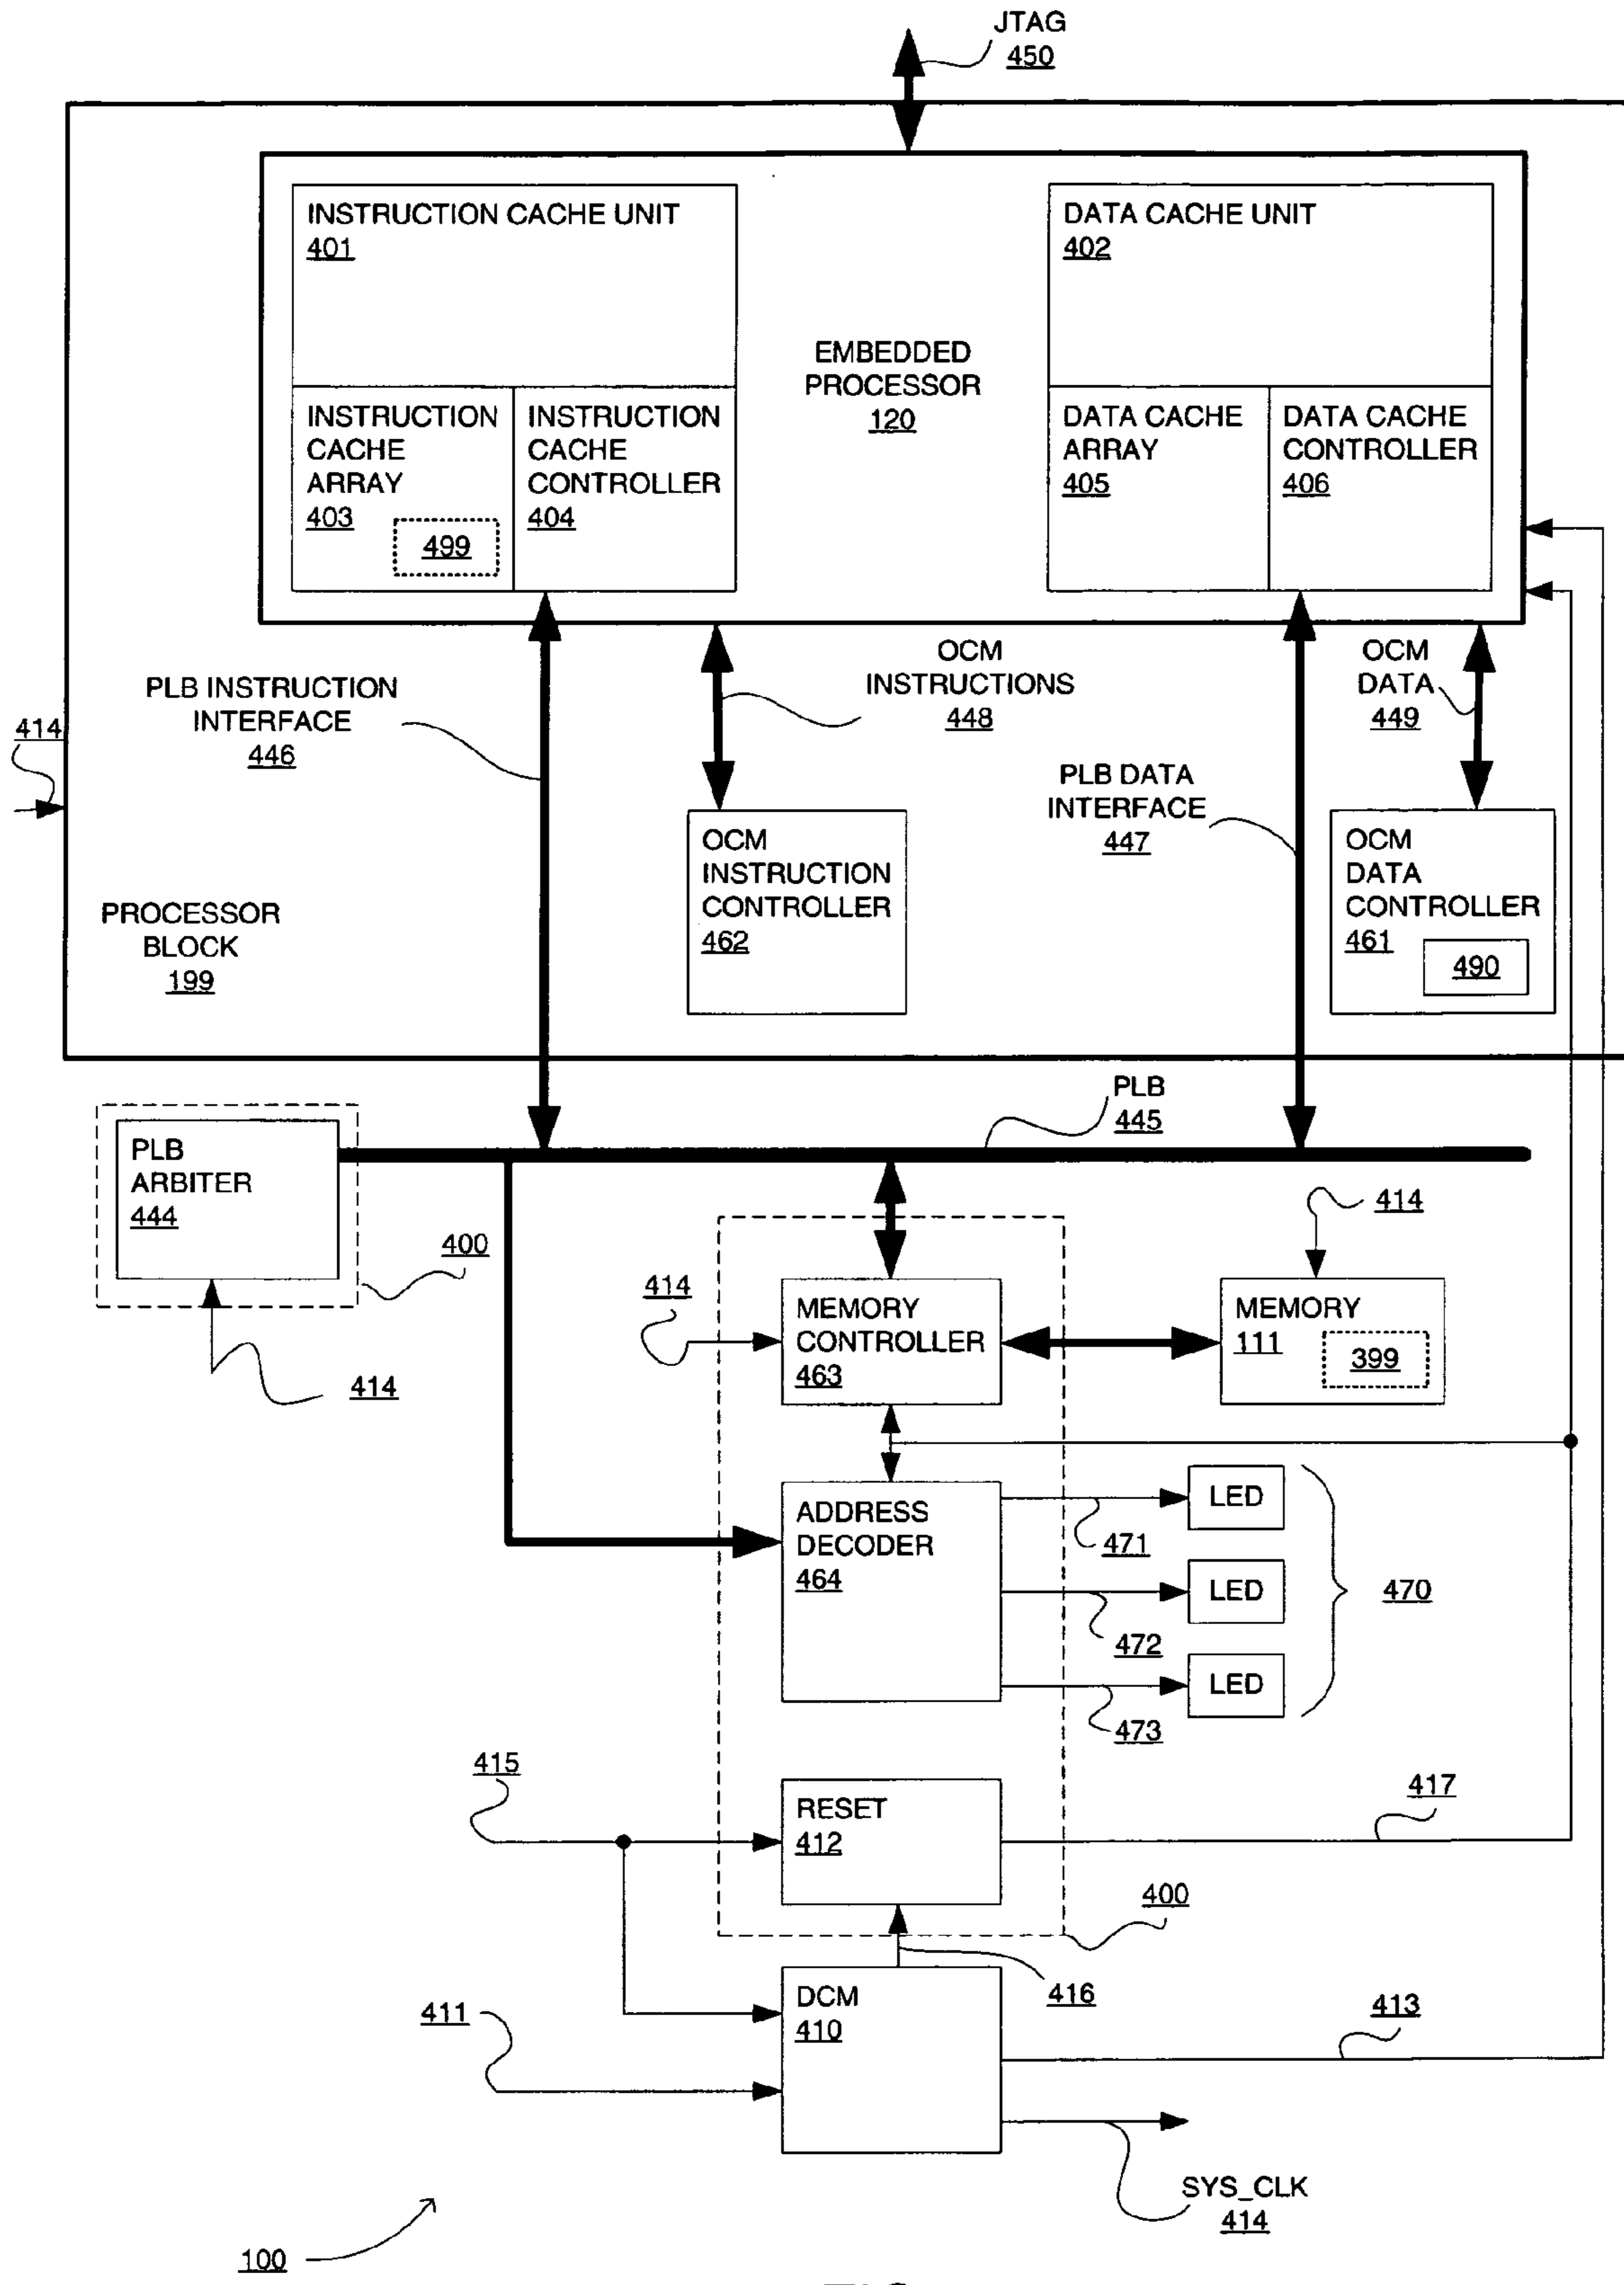 JTAG
450
INSTRUCTION CACHE UNIT
401
DATA CACHE UNIT
402
EMBEDDED
PROCESSOR
120
INSTRUCTION
CACHE
ARRAY
403
499
INSTRUCTION
CACHE
CONTROLLER
404
DATA CACHE
ARRAY
405
DATA CACHE
CONTROLLER
406
414
PLB INSTRUCTION
INTERFACE
446
OCM
INSTRUCTIONS
448
OCM
DATA
449
PLB DATA
INTERFACE
447
OCM
INSTRUCTION
CONTROLLER
462
OCM
DATA
CONTROLLER
461
490
PROCESSOR
BLOCK
199
PLB
445
PLB
ARBITER
444
400
414
414
414
MEMORY
CONTROLLER
463
MEMORY
111
399
ADDRESS
DECODER
464
LED
471
LED
472
LED
473
470
415
RESET
412
417
400
416
411
DCM
410
413
SYS_CLK
414
100